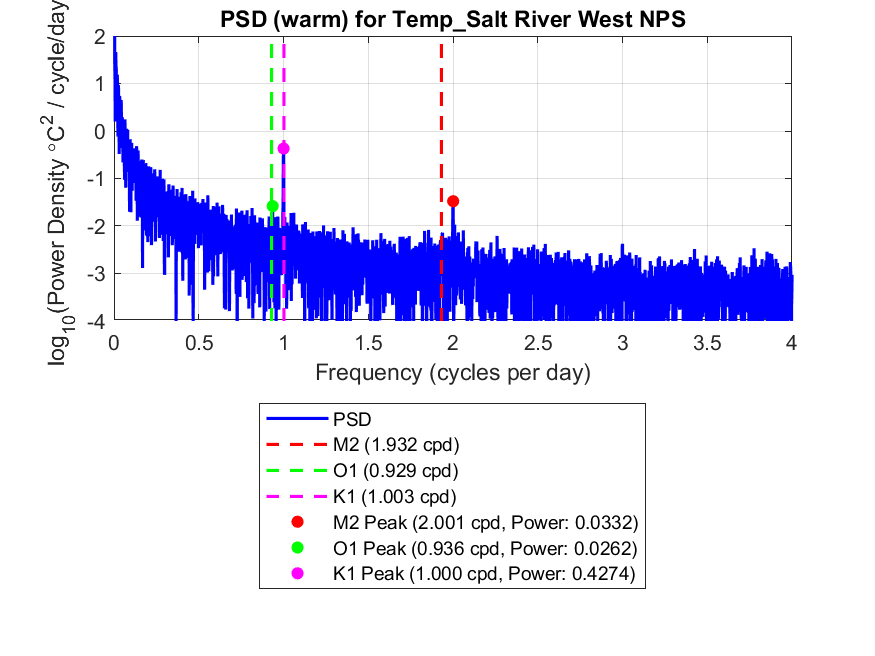 PSD (warm) for Temp_Salt River West NPS
log10(Power Density °C2 / cycle/day
2
1
0
-1
-2
-3
-4
0 0.5 1 1.5 2 2.5 3 3.5 4
Frequency (cycles per day)
PSD
M2 (1.932 cpd)
O1 (0.929 cpd)
K1 (1.003 cpd)
M2 Peak (2.001 cpd, Power: 0.0332)
O1 Peak (0.936 cpd, Power: 0.0262)
K1 Peak (1.000 cpd, Power: 0.4274)